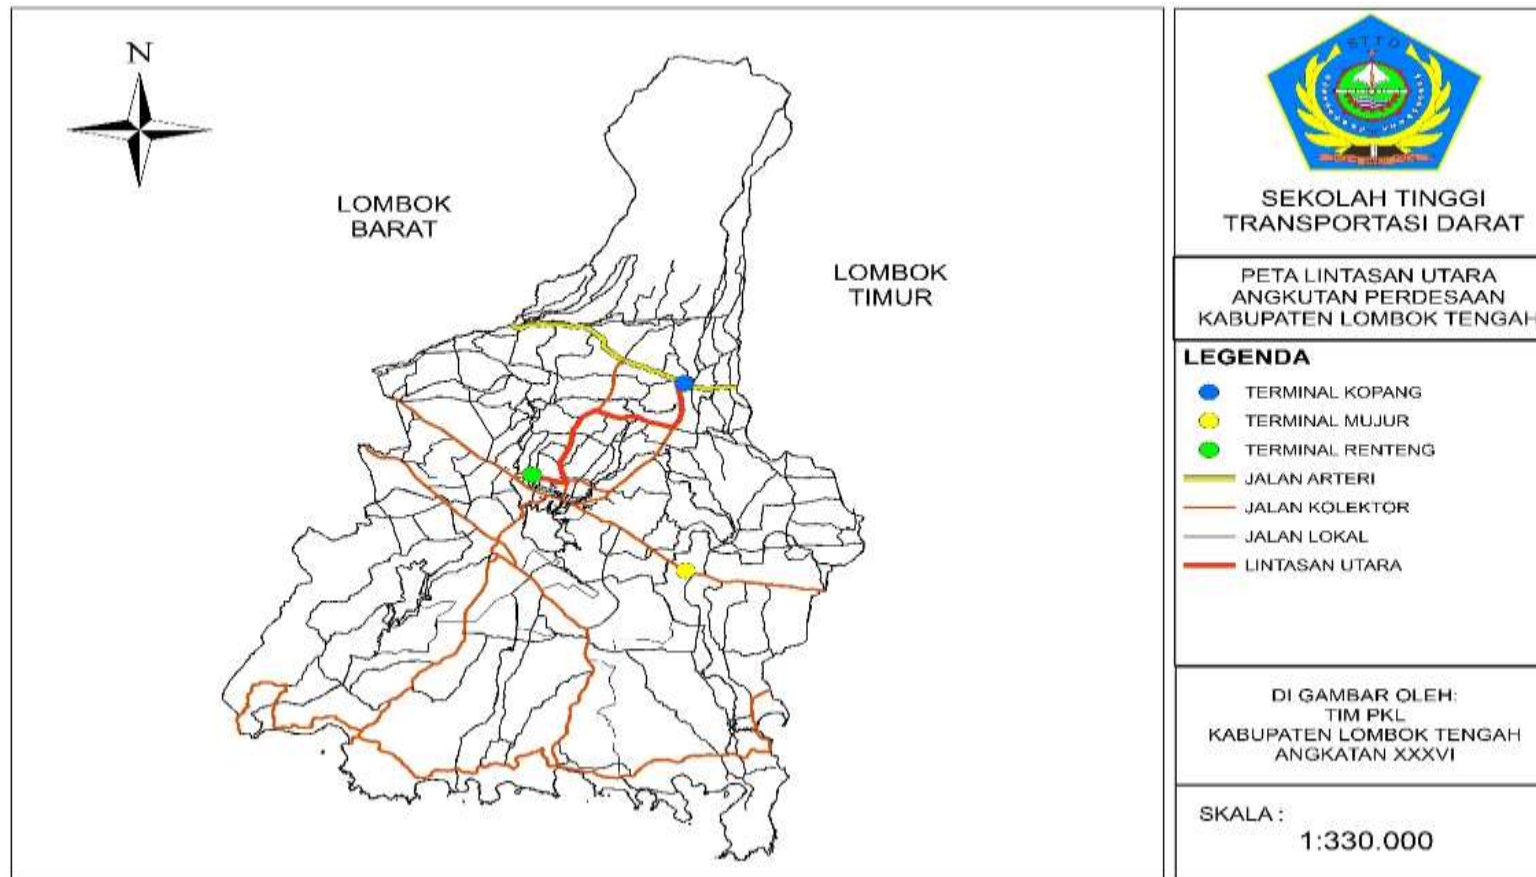 N
LOMBOK
BARAT
LOMBOK
TIMUR
STTD
SEKOLAH TINGGI
TRANSPORTASI DARAT
PETA LINTASAN UTARA
ANGKUTAN PERDESAAN
KABUPATEN LOMBOK TENGAH
LEGENDA
TERMINAL KOPANG
TERMINAL MUJUR
TERMINAL RENTENG
JALAN ARTERI
JALAN KOLEKTOR
JALAN LOKAL
LINTASAN UTARA
DI GAMBAR OLEH:
TIM PKL
KABUPATEN LOMBOK TENGAH
ANGKATAN XXXVI
SKALA :
1:330.000